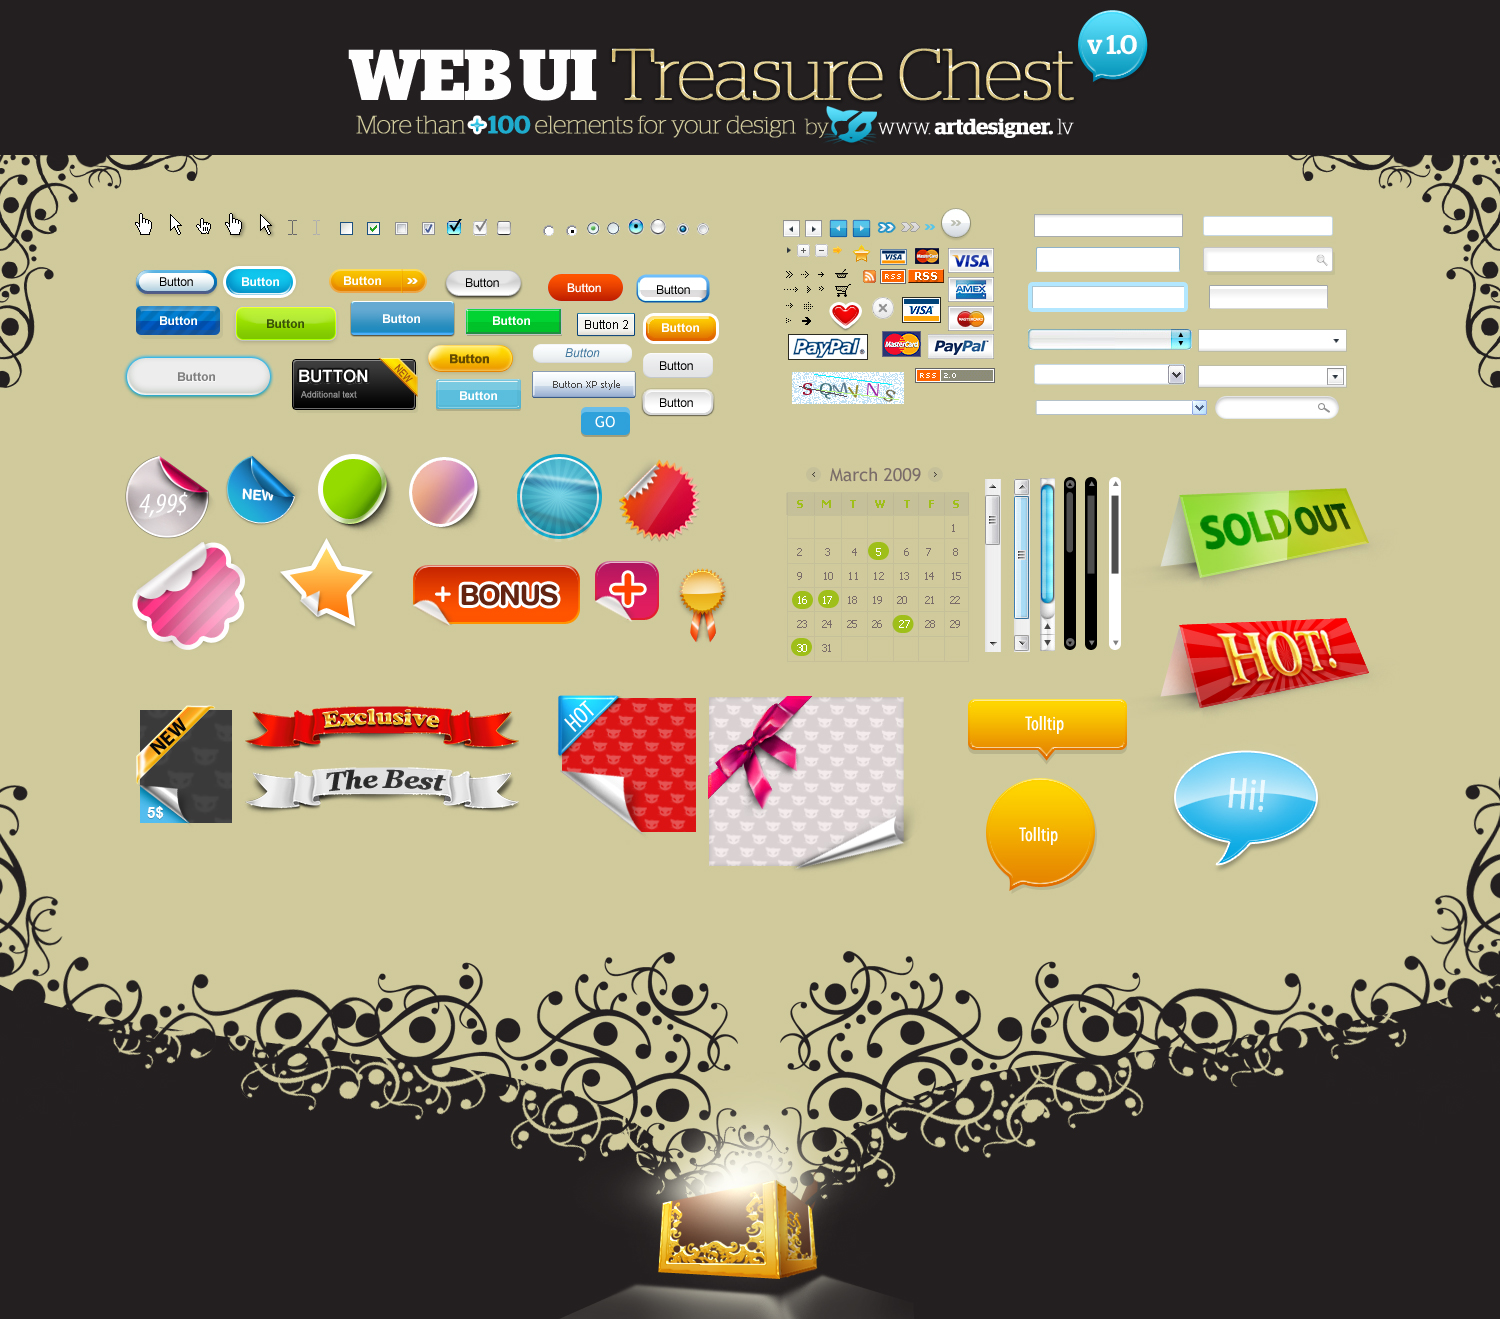 WEB UI Treasure Chest
v 1.0
More than +100 elements for your design by www.artdesigner.lv
Button
Button
Button
Button
Button
Button
Button
Button
Button
Button
Button 2
Button
Button
BUTTON
Additional text
NEW
Button
Button
Button
Button XP style
Button
Button
GO
VISA
MasterCard
VISA
RSS
RSS
AMEX
VISA
MasterCard
PayPal
MasterCard
PayPal
RSS 2.0
S Q M V N S
4,99$
NEW
+ BONUS
March 2009
S M T W T F S
1
2 3 4 5 6 7 8
9 10 11 12 13 14 15
16 17 18 19 20 21 22
23 24 25 26 27 28 29
30 31
SOLD OUT
HOT!
NEW
5$
Exclusive
The Best
HOT
Tolltip
Tolltip
Hi!